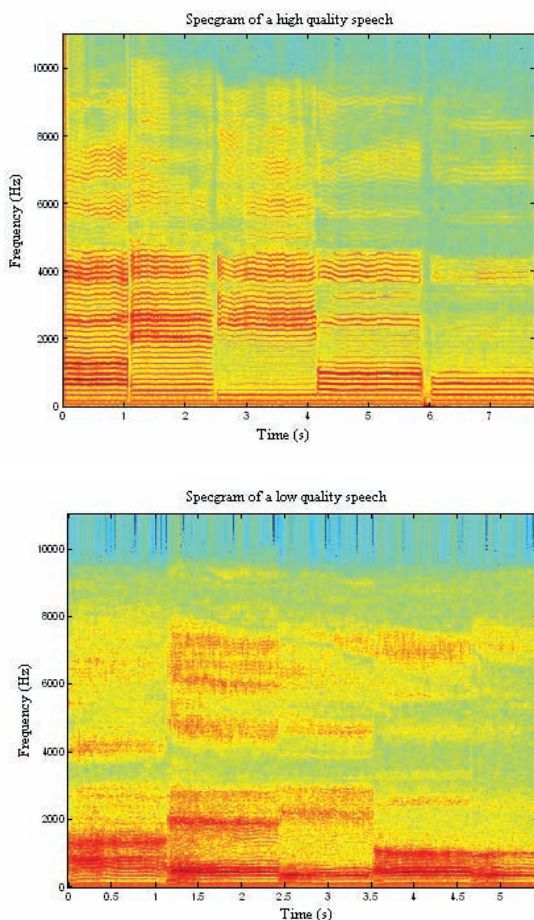 Specgram of a high quality speech
10000
8000
6000
4000
2000
0
Frequency (Hz)
0 1 2 3 4 5 6 7
Time (s)
Specgram of a low quality speech
10000
8000
6000
4000
2000
0
Frequency (Hz)
0 0.5 1 1.5 2 2.5 3 3.5 4 4.5 5
Time (s)